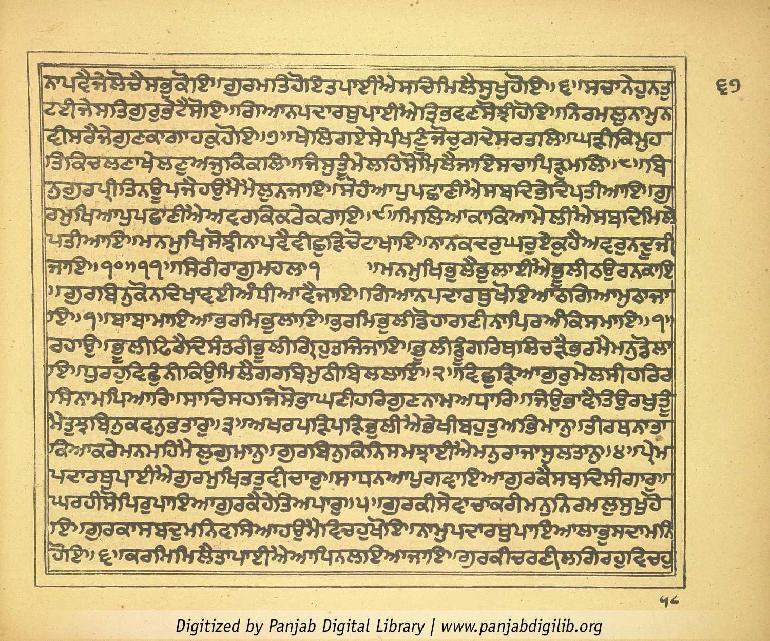 ੬੭
ਨਾਪਵੈਜੇਲੋਚੈਸਭੁਕੋਇ॥ਗੁਰਮਤਿਹੋਇਤਪਾਈਐਸਚਿਮਿਲੈਸੁਖੁਹੋਇ॥੬॥ਸਚਾਨੇਹੁਨਤੁ
ਟਈਜੇਸਤਿਗੁਰੁਭੇਟੈਸੋਇ॥ਗਿਆਨਪਦਾਰਥੁਪਾਈਐਤ੍ਰਿਭਵਣਸੋਝੀਹੋਇ॥ਨਿਰਮਲੁਨਾਮੁਨ
ਵੀਸਰੈਜੇਗੁਣਕਾਗਾਹਕੁਹੋਇ॥੭॥ਖੇਲਿਗਏਸੇਪੰਖਣੂੰਜੋਚੁਗਦੇਸਰਤਲਿ॥ਘੜੀਕਿਮੁਹ
ਤਿਕਿਚਲਣਾਖੇਲਣੁਅਜੁਕਿਕਲਿ॥ਜਿਸੁਤੂੰਮੇਲਹਿਸੋਮਿਲੈਜਾਇਸਚਾਪਿੜੁਮਲਿ॥੮॥ਬਿ
ਨੁਗੁਰਪ੍ਰੀਤਿਨਊਪਜੈਹਉਮੈਮੈਲੁਨਜਾਇ॥ਸੋਹੰਆਪੁਪਛਾਣੀਐਸਬਦਿਭੇਦਿਪਤੀਆਇ॥ਗੁ
ਰਮੁਖਿਆਪੁਪਛਾਣੀਐਅਵਰਕਿਕਰੇਕਰਾਇ॥੯॥ਮਿਲਿਆਕਾਕਿਆਮੇਲੀਐਸਬਦਿਮਿਲੇ
ਪਤੀਆਇ॥ਮਨਮੁਖਿਸੋਝੀਨਾਪਵੈਵੀਛੁੜਿਚੋਟਾਖਾਇ॥ਨਾਨਕਦਰੁਘਰੁਏਕੁਹੈਅਵਰੁਨਦੂਜੀ
ਜਾਇ॥੧੦॥੧੧॥ਸਿਰੀਰਾਗੁਮਹਲਾ੧ ॥ਮਨਮੁਖਿਭੁਲੈਭੁਲਾਈਐਭੂਲੀਠਉਰਨਕਾਇ
॥ਗੁਰਬਿਨੁਕੋਨਦਿਖਾਵਈਅੰਧੀਆਵੈਜਾਇ॥ਗਿਆਨਪਦਾਰਥੁਖੋਇਆਠਗਿਆਮੁਠਾਜਾ
ਇ॥੧॥ਬਾਬਾਮਾਇਆਭਰਮਿਭੁਲਾਇ॥ਭਰਮਿਭੁਲੀਡੋਹਾਗਣੀਨਾਪਿਰਅੰਕਿਸਮਾਇ॥੧॥
ਰਹਾਉ॥ਭੂਲੀਫਿਰੈਦਿਸੰਤਰੀਭੂਲੀਗ੍ਰਿਹੁਤਜਿਜਾਇ॥ਭੂਲੀਡੂੰਗਰਿਥਲਿਚੜੈਭਰਮੈਮਨੁਡੋਲਾ
ਇ॥ਧੁਰਹੁਵਿਛੁੰਨੀਕਿਉਮਿਲੈਗਰਬਿਮੁਠੀਬਿਲਲਾਇ॥੨॥ਵਿਛੁੜਿਆਗੁਰੁਮੇਲਸੀਹਰਿਰ
ਸਿਨਾਮਪਿਆਰਿ॥ਸਾਚਿਸਹਜਿਸੋਭਾਘਣੀਹਰਿਗੁਣਨਾਮਅਧਾਰਿ॥ਜਿਉਭਾਵੈਤਿਉਰਖੁਤੂੰ
ਮੈਤੁਝਬਿਨੁਕਵਨੁਭਤਾਰੁ॥੩॥ਅਖਰਪੜਿਪੜਿਭੁਲੀਐਭੇਖੀਬਹੁਤੁਅਭਿਮਾਨੁ॥ਤੀਰਥਨਾਤਾ
ਕਿਆਕਰੇਮਨਮਹਿਮੈਲੁਗੁਮਾਨੁ॥ਗੁਰਬਿਨੁਕਿਨਿਸਮਝਾਈਐਮਨੁਰਾਜਾਸੁਲਤਾਨੁ॥੪॥ਪ੍ਰੇਮ
ਪਦਾਰਥੁਪਾਈਐਗੁਰਮੁਖਿਤਤੁਵੀਚਾਰੁ॥ਸਾਧਨਆਪੁਗਵਾਇਆਗੁਰਕੈਸਬਦਿਸੀਗਾਰੁ॥
ਘਰਹੀਸੋਪਿਰੁਪਾਇਆਗੁਰਕੈਹੇਤਿਅਪਾਰੁ॥੫॥ਗੁਰਕੀਸੇਵਾਚਾਕਰੀਮਨੁਨਿਰਮਲੁਸੁਖੁਹੋ
ਇ॥ਗੁਰਕਾਸਬਦੁਮਨਿਵਸਿਆਹਉਮੈਵਿਚਹੁਖੋਇ॥ਨਾਮੁਪਦਾਰਥੁਪਾਇਆਲਾਭੁਸਦਾਮਨਿ
ਹੋਇ॥੬॥ਕਰਮਿਮਿਲੈਤਾਪਾਈਐਆਪਿਨਲਇਆਜਾਇ॥ਗੁਰਕੀਚਰਣੀਲਗਿਰਹੁਵਿਚਹੁ
੫੮
Digitized by Panjab Digital Library | www.panjabdigilib.org